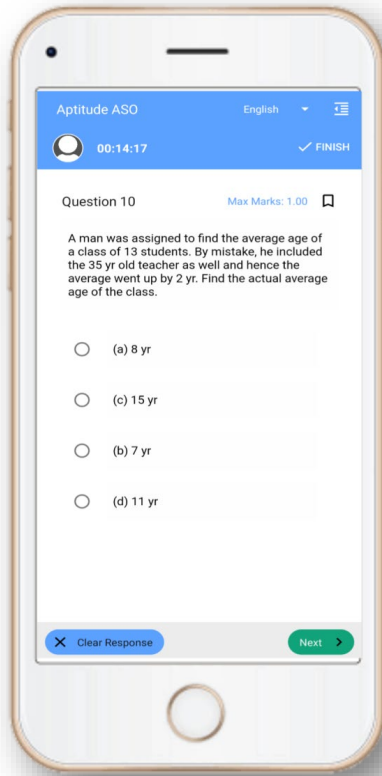 Aptitude ASO English
00:14:17 FINISH
Question 10 Max Marks: 1.00
A man was assigned to find the average age of
a class of 13 students. By mistake, he included
the 35 yr old teacher as well and hence the
average went up by 2 yr. Find the actual average
age of the class.
(a) 8 yr
(c) 15 yr
(b) 7 yr
(d) 11 yr
Clear Response Next